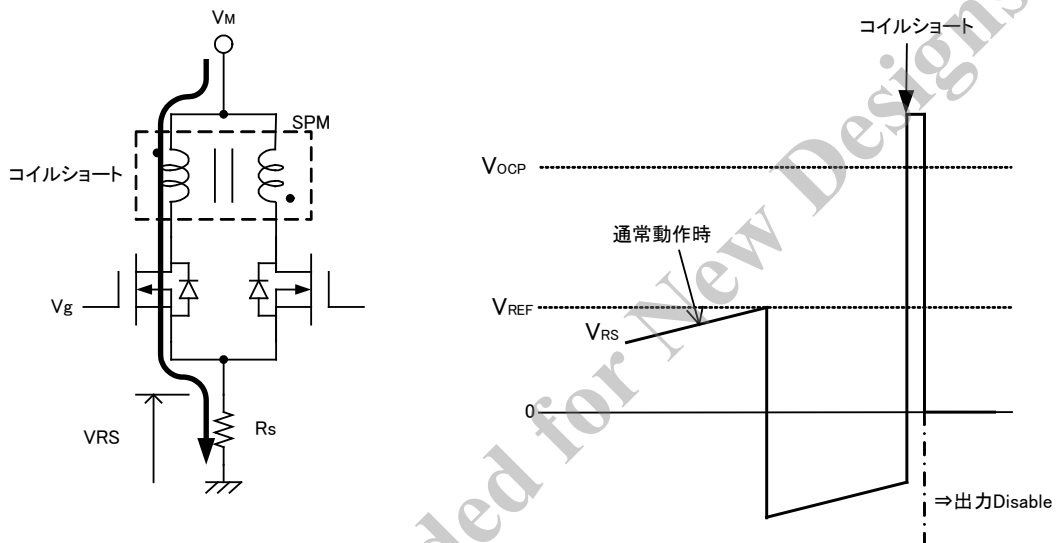 VM
SPM
コイルショート
Vg
VRS
Rs
コイルショート
VOCP
通常動作時
VREF
VRS
0
⇒出力Disable
ded for New Designs